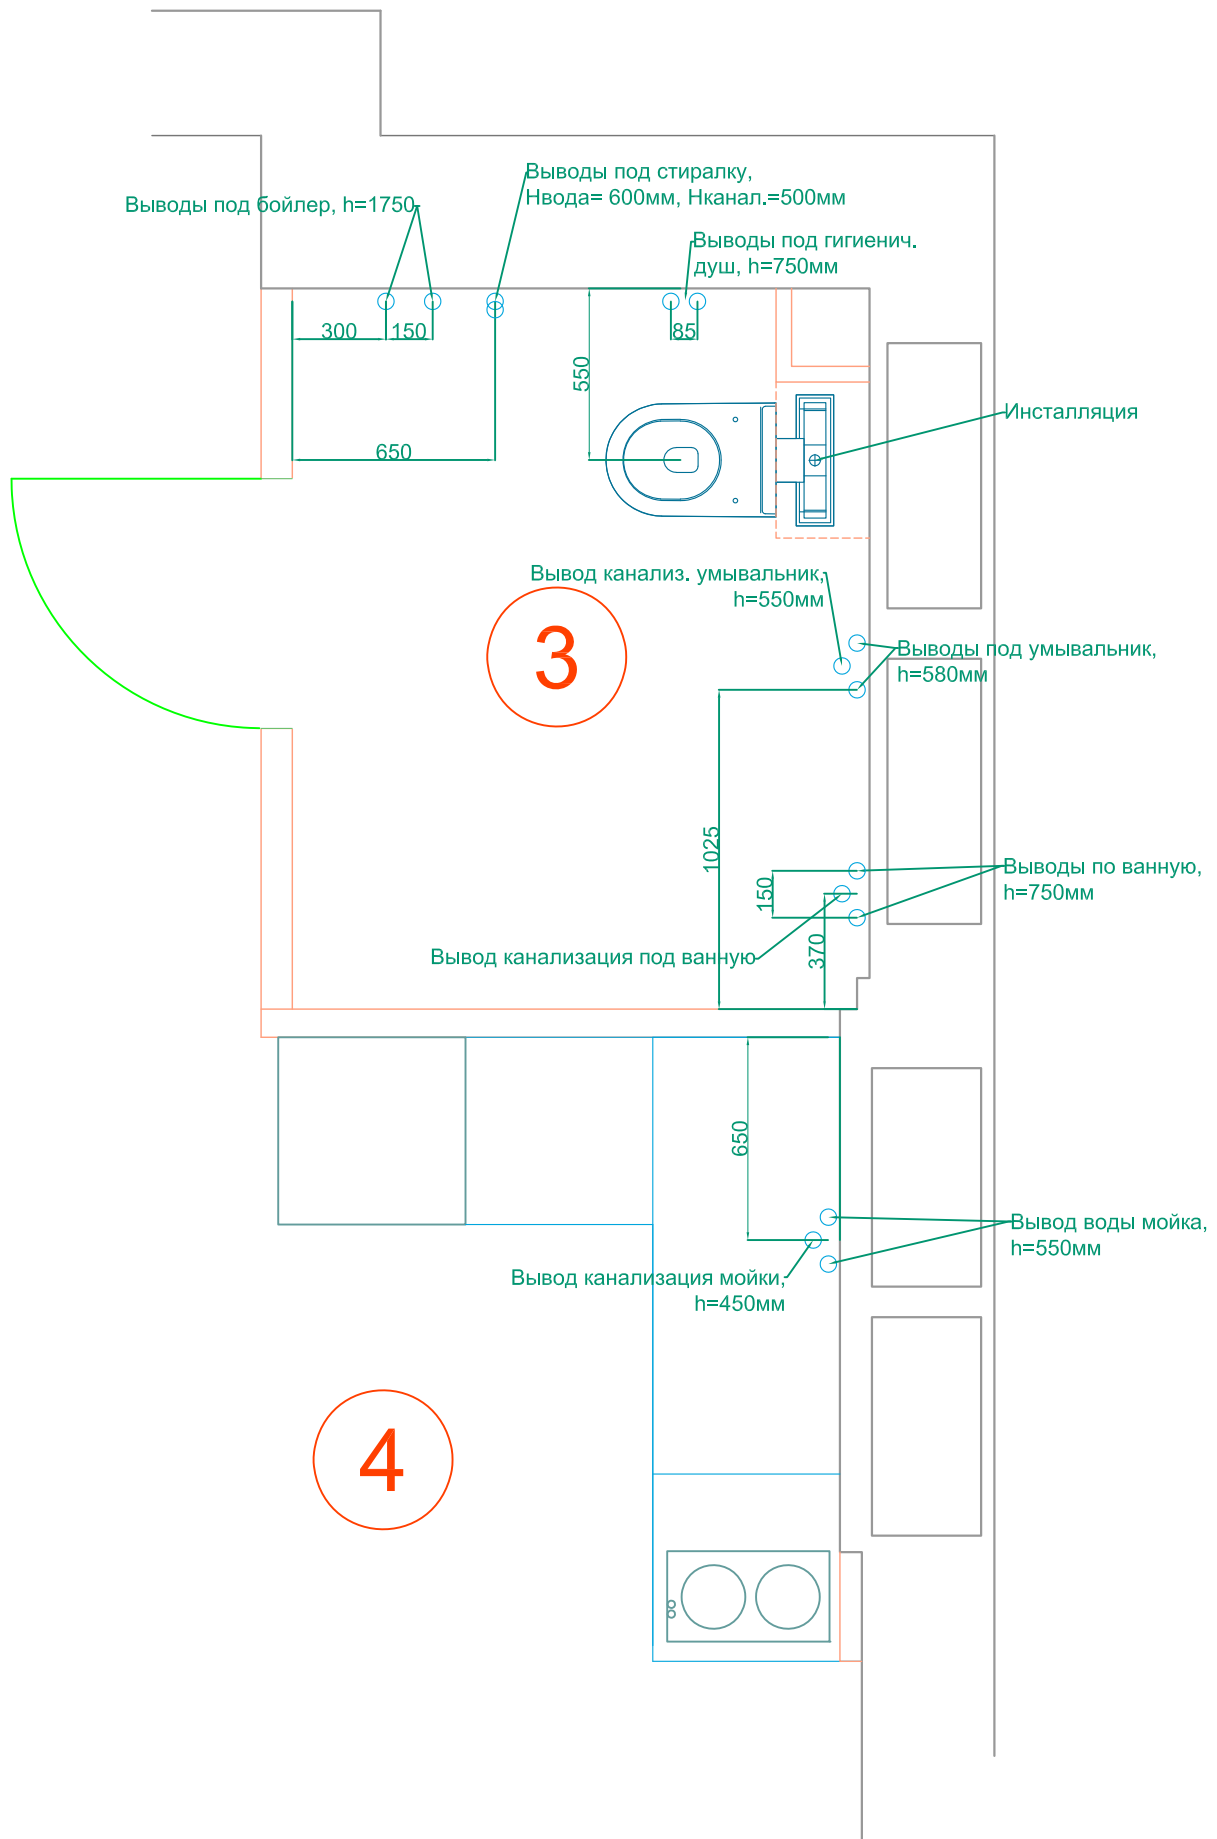 Выводы под стиралку,
Hвода= 600мм, Hканал.=500мм
Выводы под бойлер, h=1750
Выводы под гигиенич.
душ, h=750мм
300
150
85
550
650
Инсталляция
Вывод канализ. умывальник,
h=550мм
3
Выводы под умывальник,
h=580мм
1025
150
Выводы по ванную,
h=750мм
370
Вывод канализация под ванную
650
Вывод воды мойка,
h=550мм
Вывод канализация мойки,
h=450мм
4